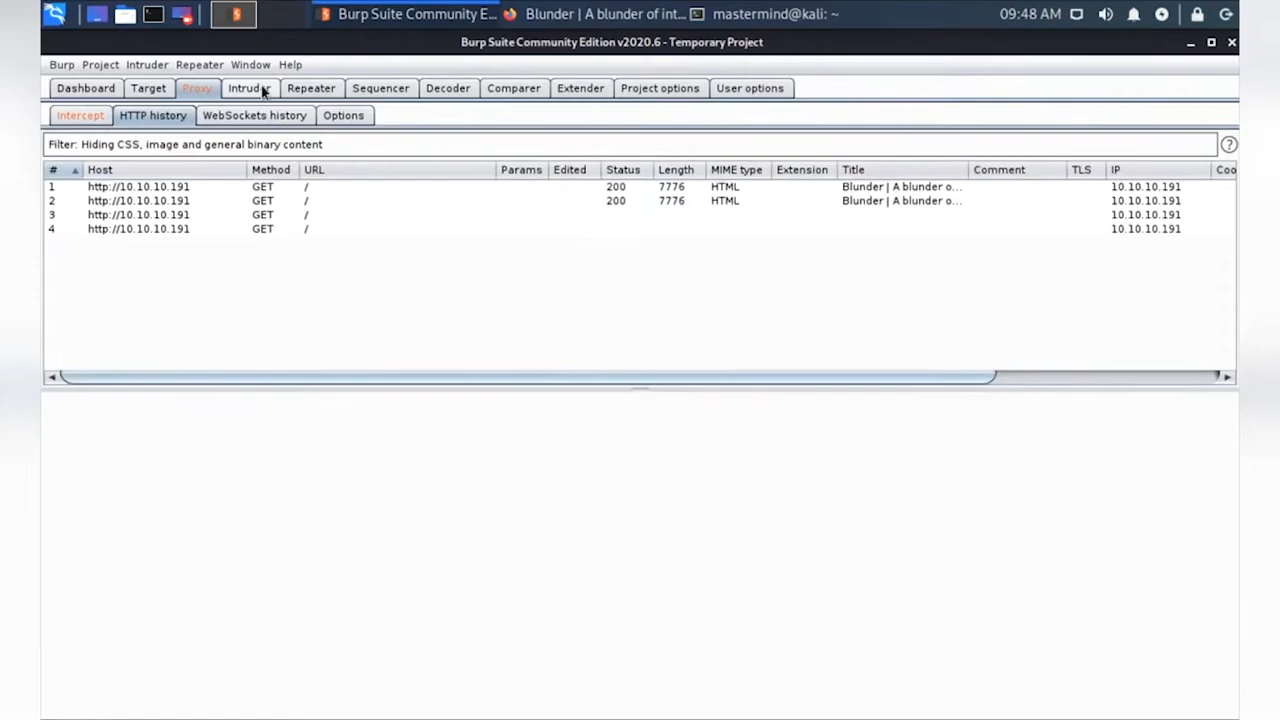 Burp Suite Community E... Blunder | A blunder of int... mastermind@kali: ~ 09:48 AM
Burp Suite Community Edition v2020.6 - Temporary Project
Burp Project Intruder Repeater Window Help
Dashboard Target Proxy Intruder Repeater Sequencer Decoder Comparer Extender Project options User options
Intercept HTTP history WebSockets history Options
Filter: Hiding CSS, image and general binary content ?
# Host Method URL Params Edited Status Length MIME type Extension Title Comment TLS IP Coo
1 http://10.10.10.191 GET / 200 7776 HTML Blunder | A blunder o... 10.10.10.191
2 http://10.10.10.191 GET / 200 7776 HTML Blunder | A blunder o... 10.10.10.191
3 http://10.10.10.191 GET / 10.10.10.191
4 http://10.10.10.191 GET / 10.10.10.191